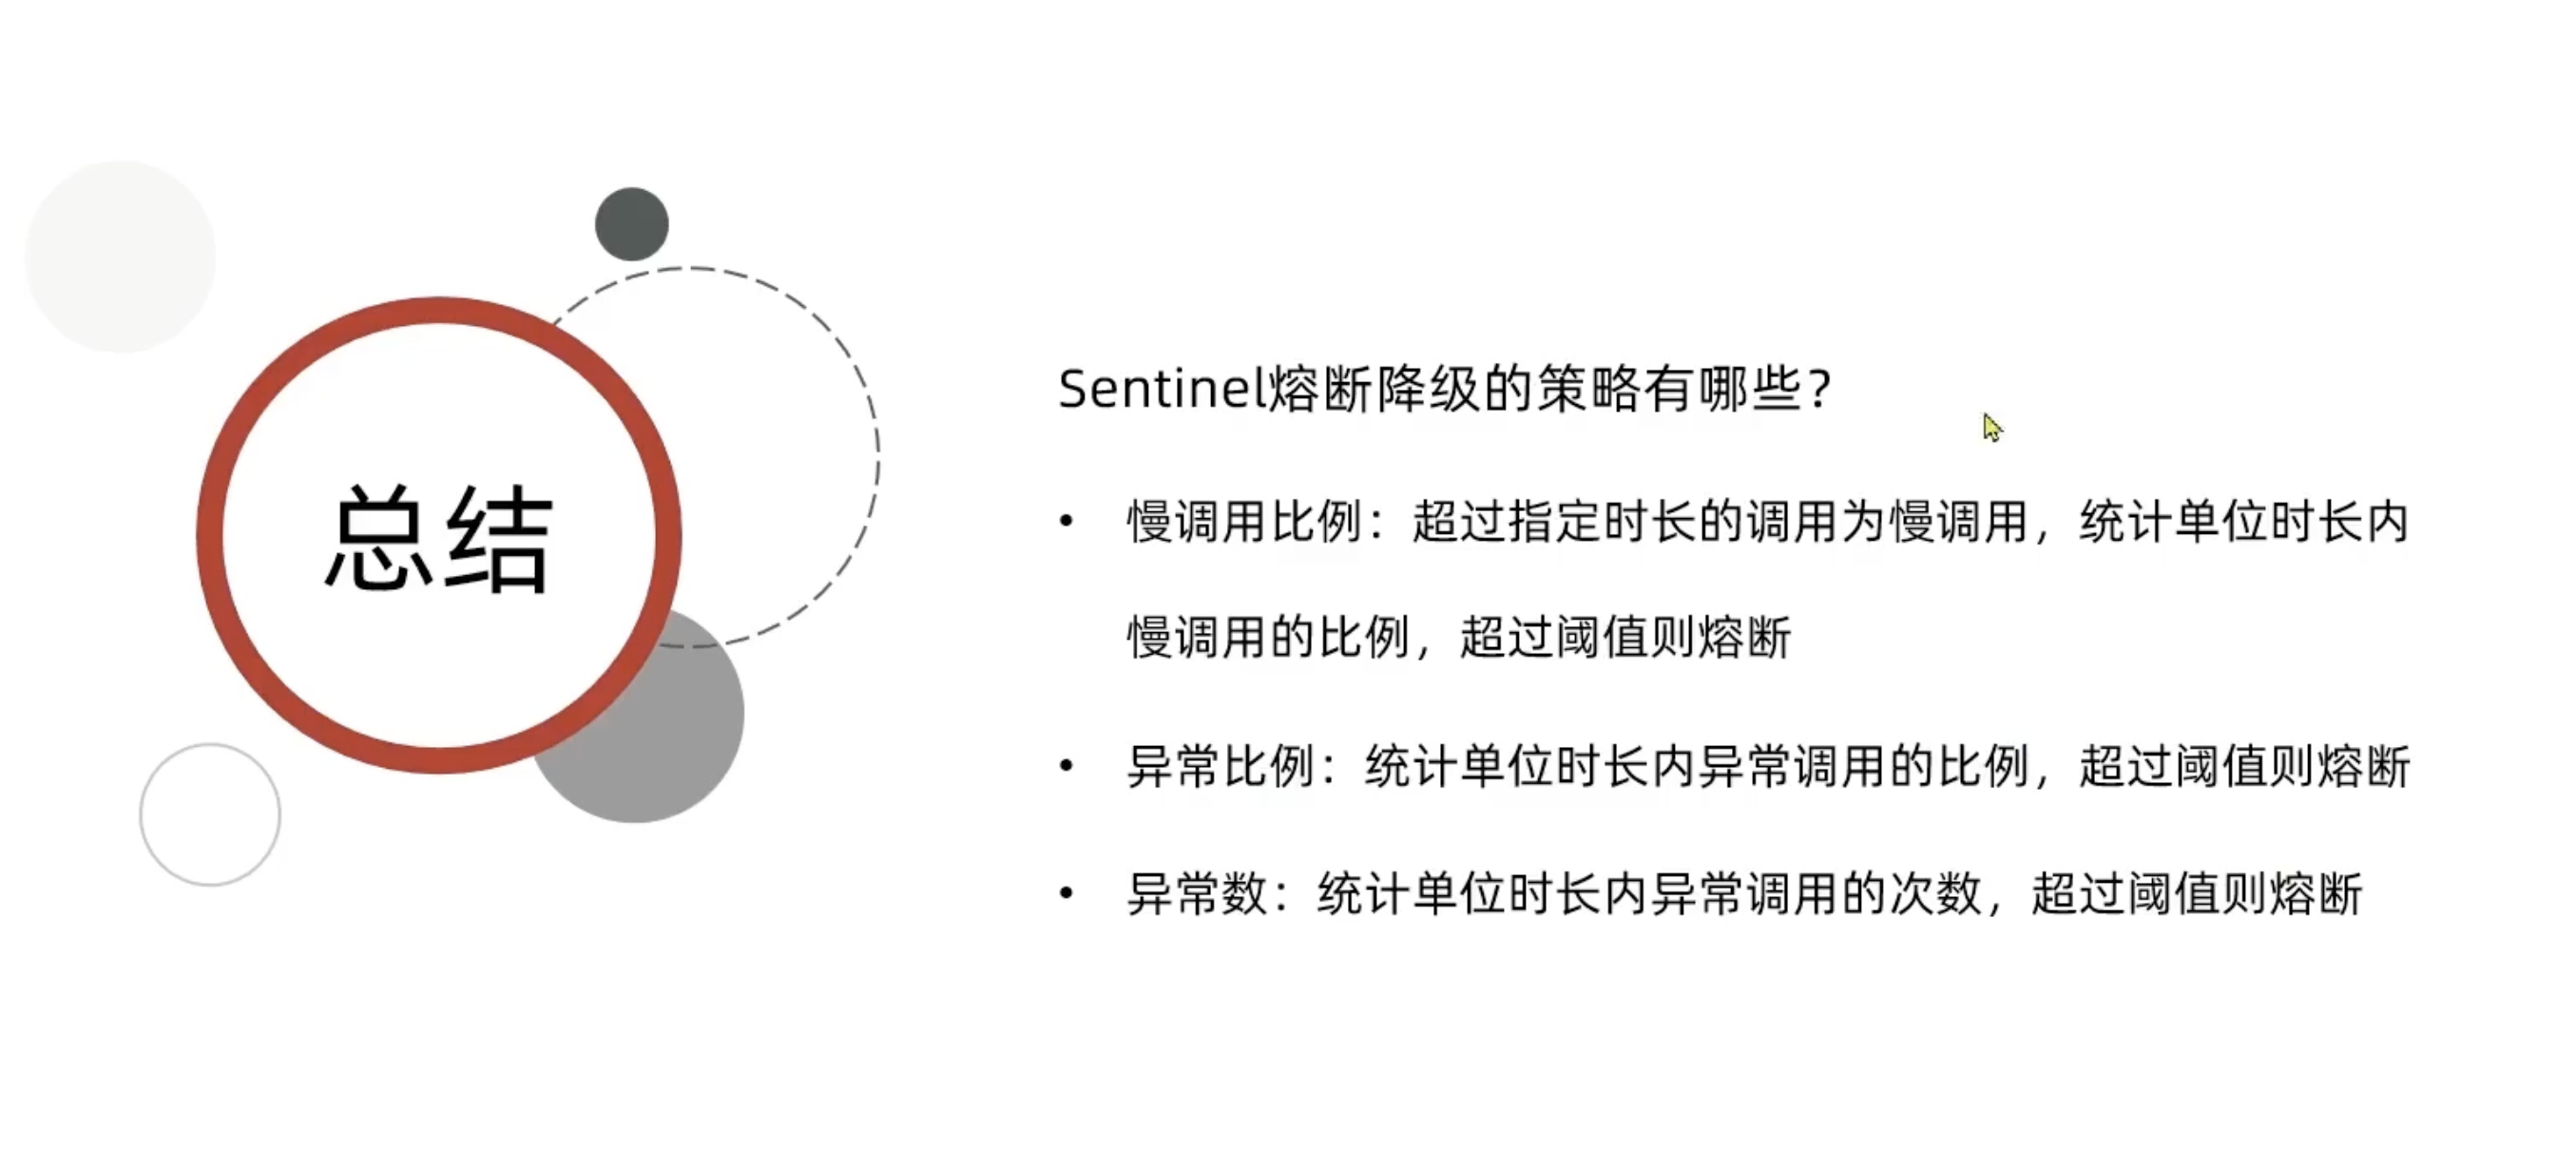 总结
Sentinel熔断降级的策略有哪些？
• 慢调用比例：超过指定时长的调用为慢调用，统计单位时长内
慢调用的比例，超过阈值则熔断
• 异常比例：统计单位时长内异常调用的比例，超过阈值则熔断
• 异常数：统计单位时长内异常调用的次数，超过阈值则熔断